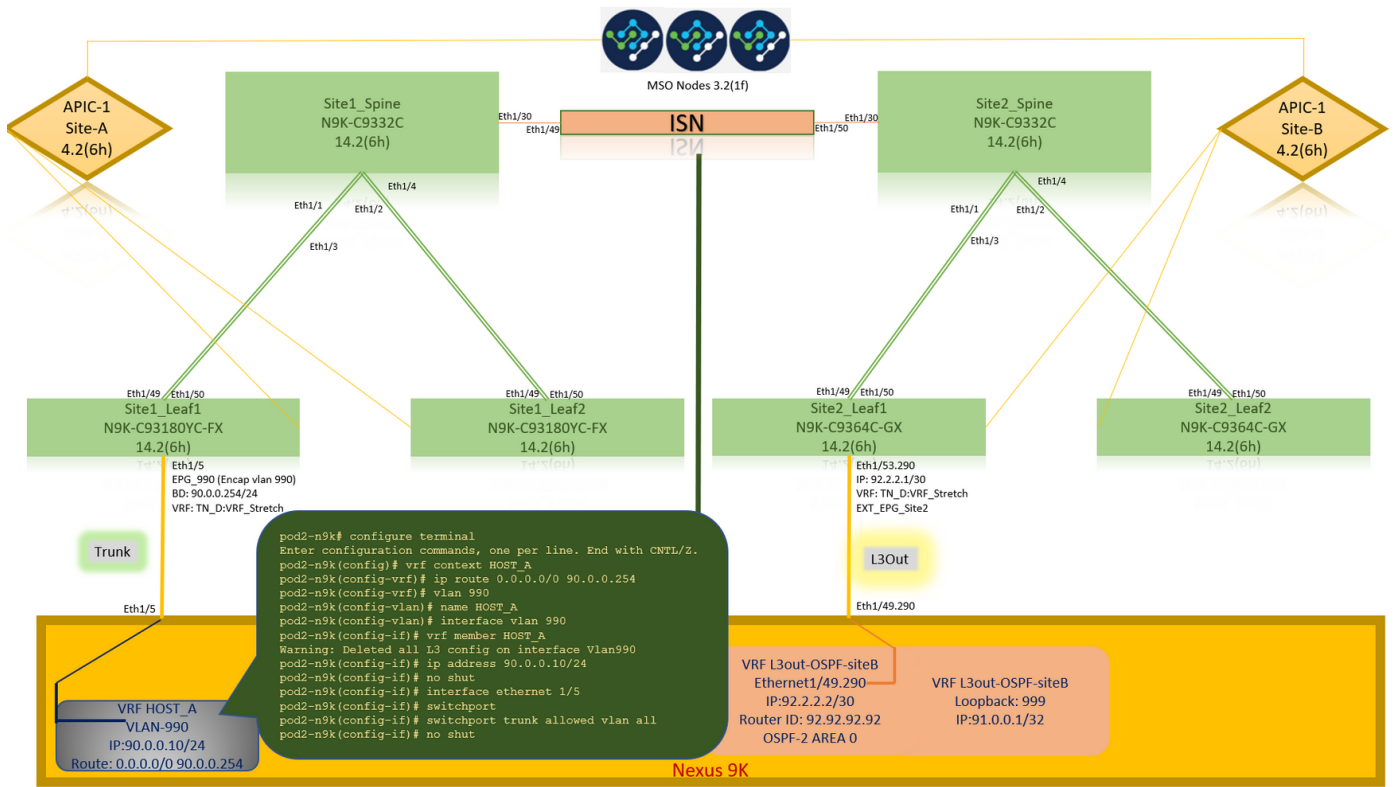 MSO Nodes 3.2(1f)
APIC-1
Site-A
4.2(6h)
Site1_Spine
N9K-C9332C
14.2(6h)
Eth1/30
Eth1/49
ISN
Eth1/30
Eth1/50
Site2_Spine
N9K-C9332C
14.2(6h)
APIC-1
Site-B
4.2(6h)
Eth1/4
Eth1/1
Eth1/2
Eth1/3
Eth1/4
Eth1/1
Eth1/2
Eth1/3
Eth1/49
Eth1/50
Site1_Leaf1
N9K-C93180YC-FX
14.2(6h)
Eth1/49
Eth1/50
Site1_Leaf2
N9K-C93180YC-FX
14.2(6h)
Eth1/49
Eth1/50
Site2_Leaf1
N9K-C9364C-GX
14.2(6h)
Eth1/49
Eth1/50
Site2_Leaf2
N9K-C9364C-GX
14.2(6h)
Eth1/5
EPG_990 (Encap vlan 990)
BD: 90.0.0.254/24
VRF: TN_D:VRF_Stretch
Eth1/53.290
IP: 92.2.2.1/30
VRF: TN_D:VRF_Stretch
EXT_EPG_Site2
Trunk
L3Out
Eth1/5
Eth1/49.290
pod2-n9k# configure terminal
Enter configuration commands, one per line. End with CNTL/Z.
pod2-n9k(config)# vrf context HOST_A
pod2-n9k(config-vrf)# ip route 0.0.0.0/0 90.0.0.254
pod2-n9k(config-vrf)# vlan 990
pod2-n9k(config-vlan)# name HOST_A
pod2-n9k(config-vlan)# interface vlan 990
pod2-n9k(config-if)# vrf member HOST_A
Warning: Deleted all L3 config on interface Vlan990
pod2-n9k(config-if)# ip address 90.0.0.10/24
pod2-n9k(config-if)# no shut
pod2-n9k(config-if)# interface ethernet 1/5
pod2-n9k(config-if)# switchport
pod2-n9k(config-if)# switchport trunk allowed vlan all
pod2-n9k(config-if)# no shut
VRF HOST_A
VLAN-990
IP:90.0.0.10/24
Route: 0.0.0.0/0 90.0.0.254
VRF L3out-OSPF-siteB
Ethernet1/49.290
IP:92.2.2.2/30
Router ID: 92.92.92.92
OSPF-2 AREA 0
VRF L3out-OSPF-siteB
Loopback: 999
IP:91.0.0.1/32
Nexus 9K